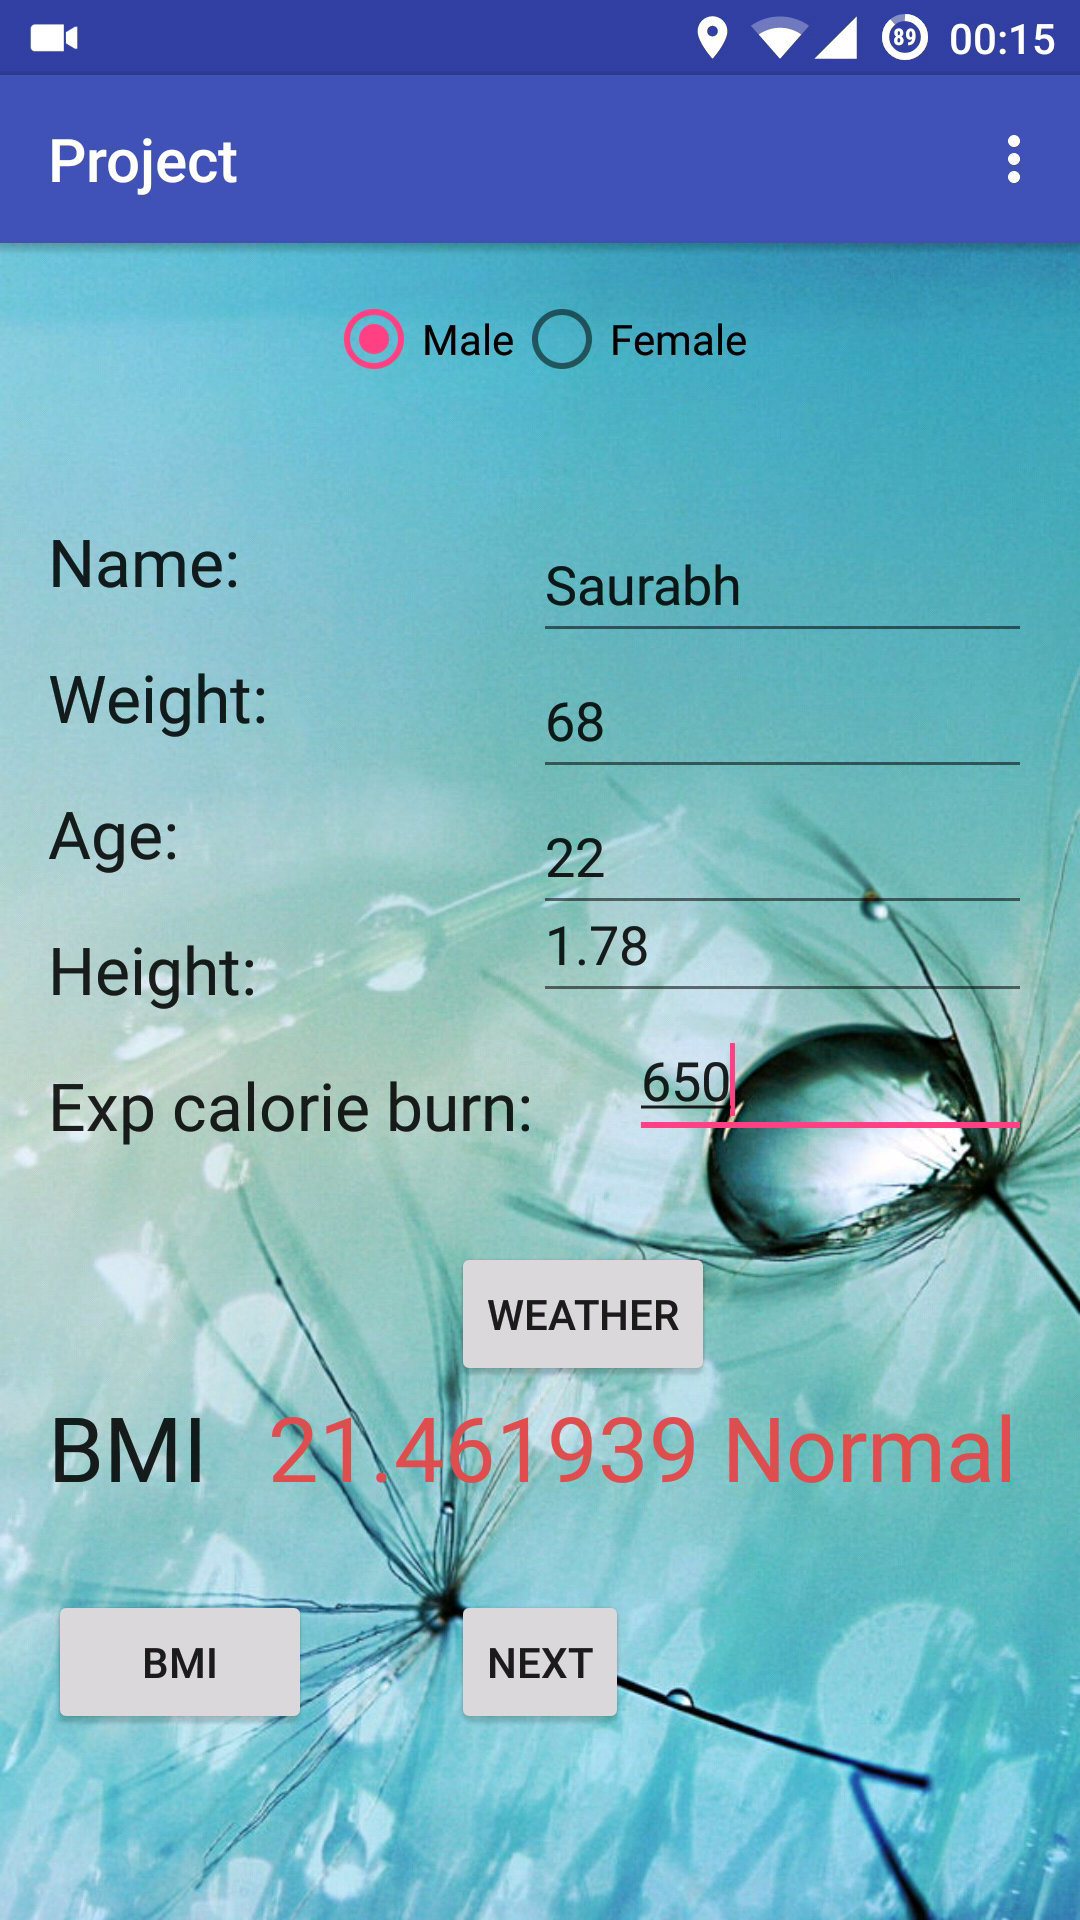 89 00:15
Project
Male Female
Name: Saurabh
Weight: 68
Age: 22
Height: 1.78
Exp calorie burn: 650
WEATHER
BMI 21.461939 Normal
BMI NEXT